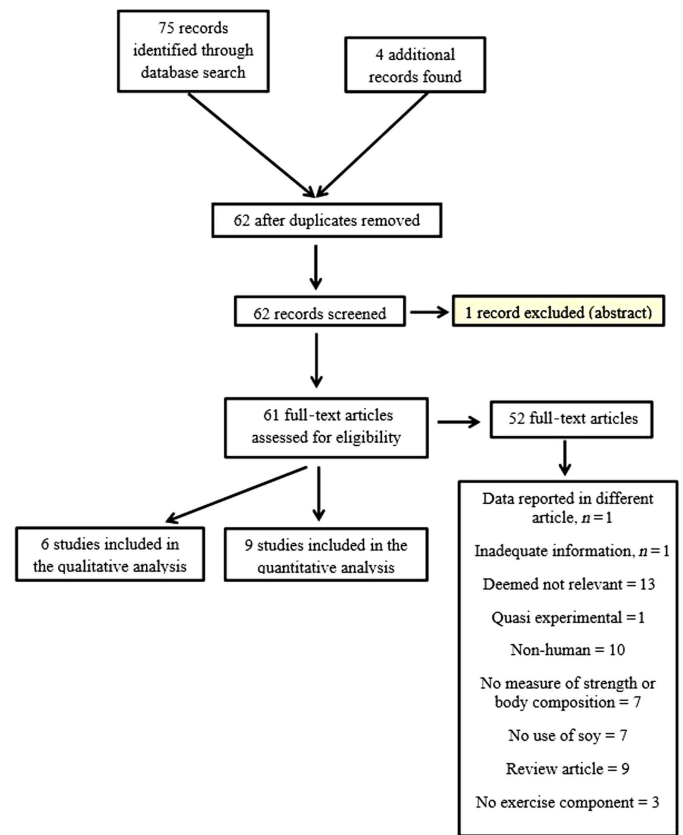 75 records
identified through
database search
4 additional
records found
62 after duplicates removed
62 records screened
1 record excluded (abstract)
61 full-text articles
assessed for eligibility
52 full-text articles
6 studies included in
the qualitative analysis
9 studies included in the
quantitative analysis
Data reported in different
article, n = 1
Inadequate information, n = 1
Deemed not relevant = 13
Quasi experimental = 1
Non-human = 10
No measure of strength or
body composition = 7
No use of soy = 7
Review article = 9
No exercise component = 3